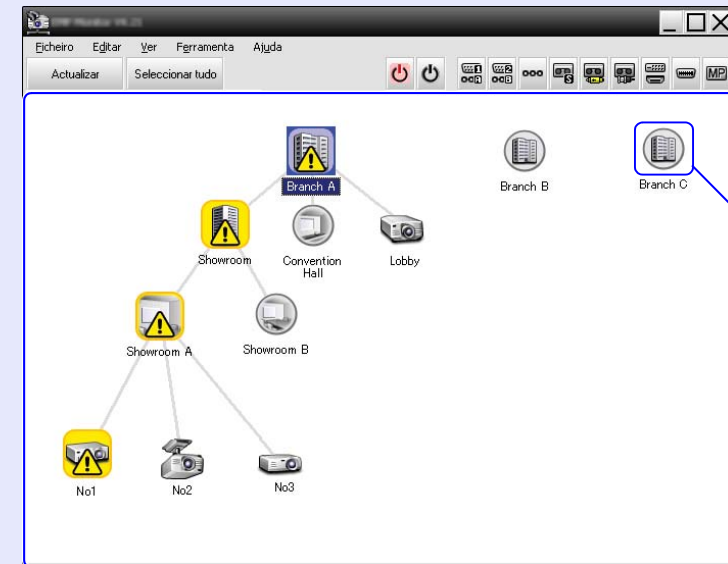 Ficheiro Editar Ver Ferramenta Ajuda
Actualizar Seleccionar tudo MP
Branch A Branch B Branch C
Showroom Convention Hall Lobby
Showroom A Showroom B
No1 No2 No3